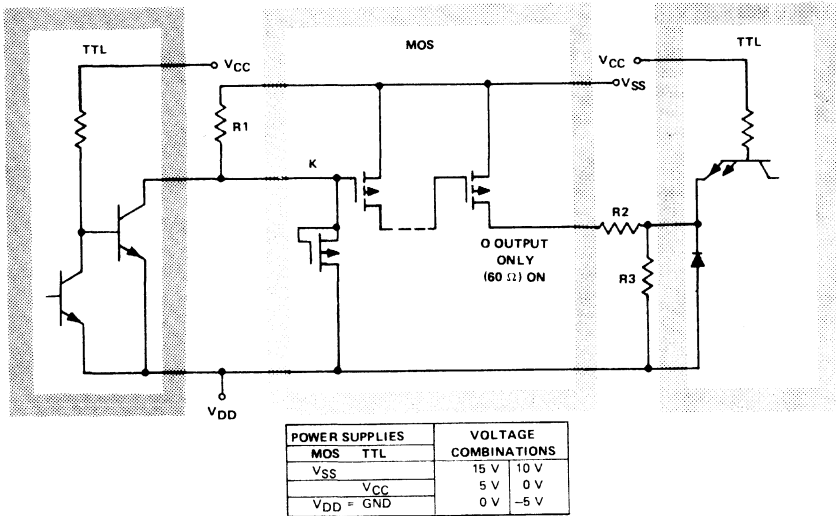 TTL
MOS
TTL
VCC
VCC
VSS
R1
K
O OUTPUT
ONLY
(60 Ω) ON
R2
R3
VDD
POWER SUPPLIES VOLTAGE
MOS TTL COMBINATIONS
VSS 15 V 10 V
VCC 5 V 0 V
VDD = GND 0 V –5 V